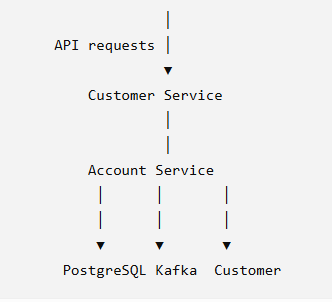 API requests
Customer Service
Account Service
PostgreSQL Kafka Customer